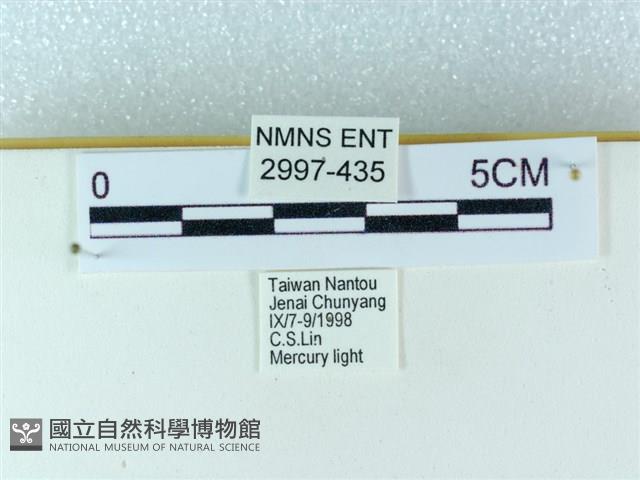 NMNS ENT
2997-435
0
5CM
Taiwan Nantou
Jenai Chunyang
IX/7-9/1998
C.S.Lin
Mercury light
國立自然科學博物館
NATIONAL MUSEUM OF NATURAL SCIENCE